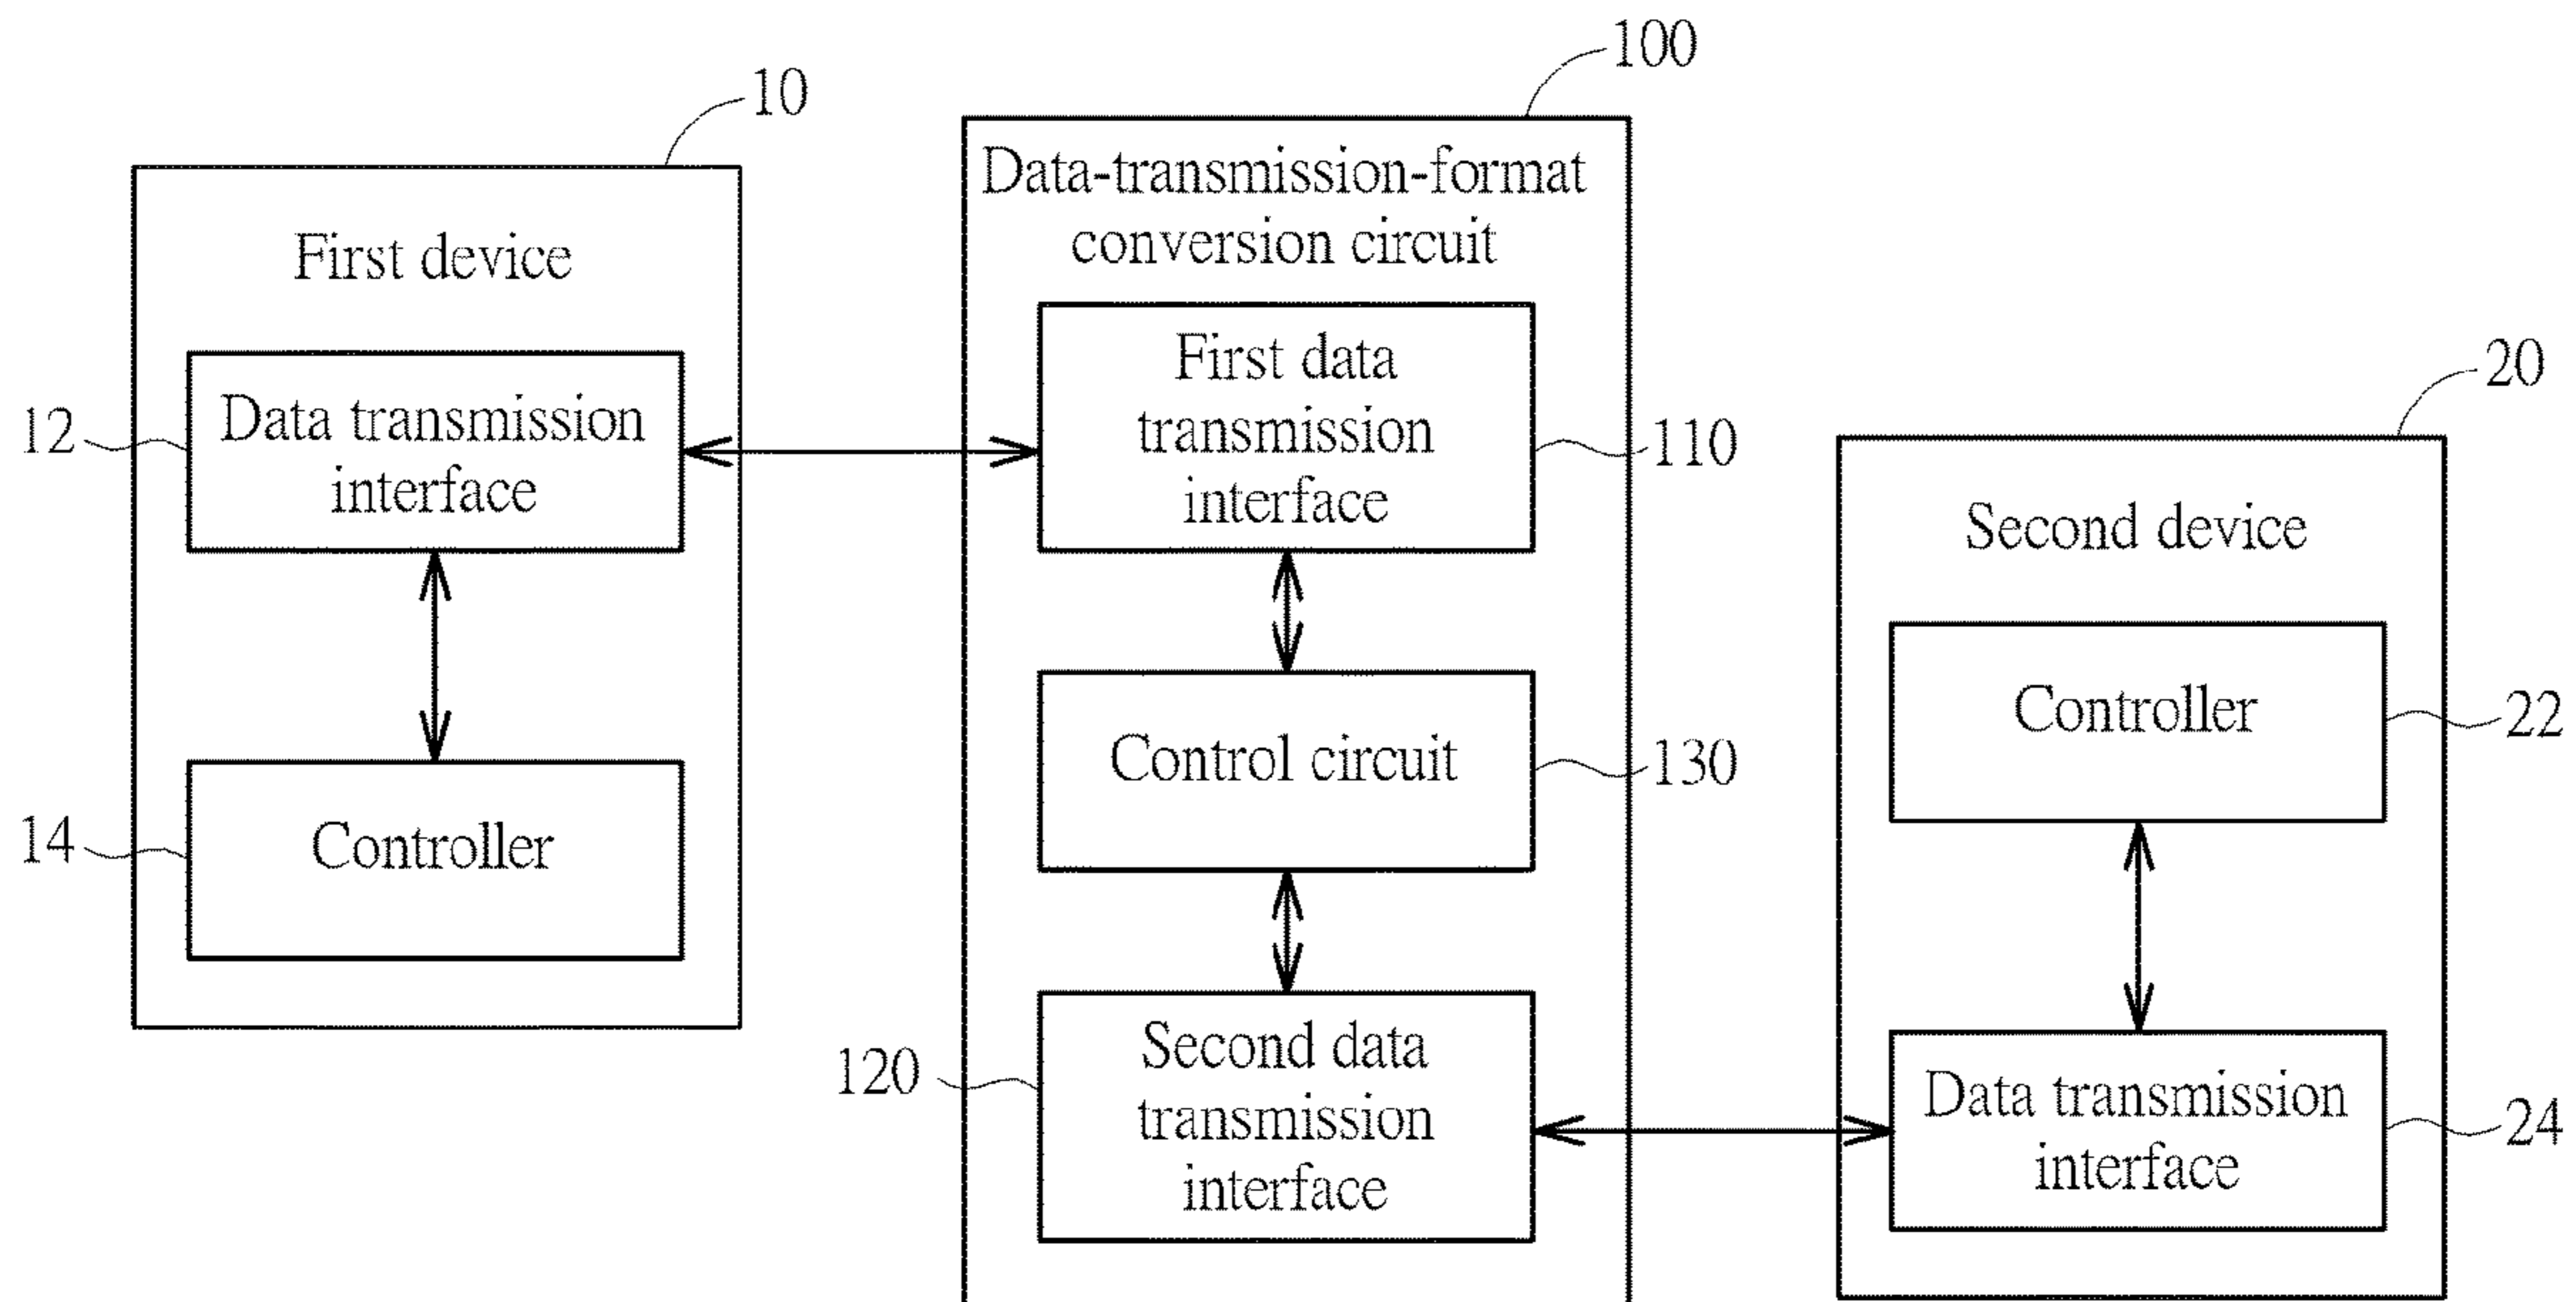 100
10
Data-transmission-format
conversion circuit
First device
First data
transmission
interface
110
12
Data transmission
interface
20
Second device
Controller
22
Control circuit
130
14
Controller
Second data
transmission
interface
120
Data transmission
interface
24